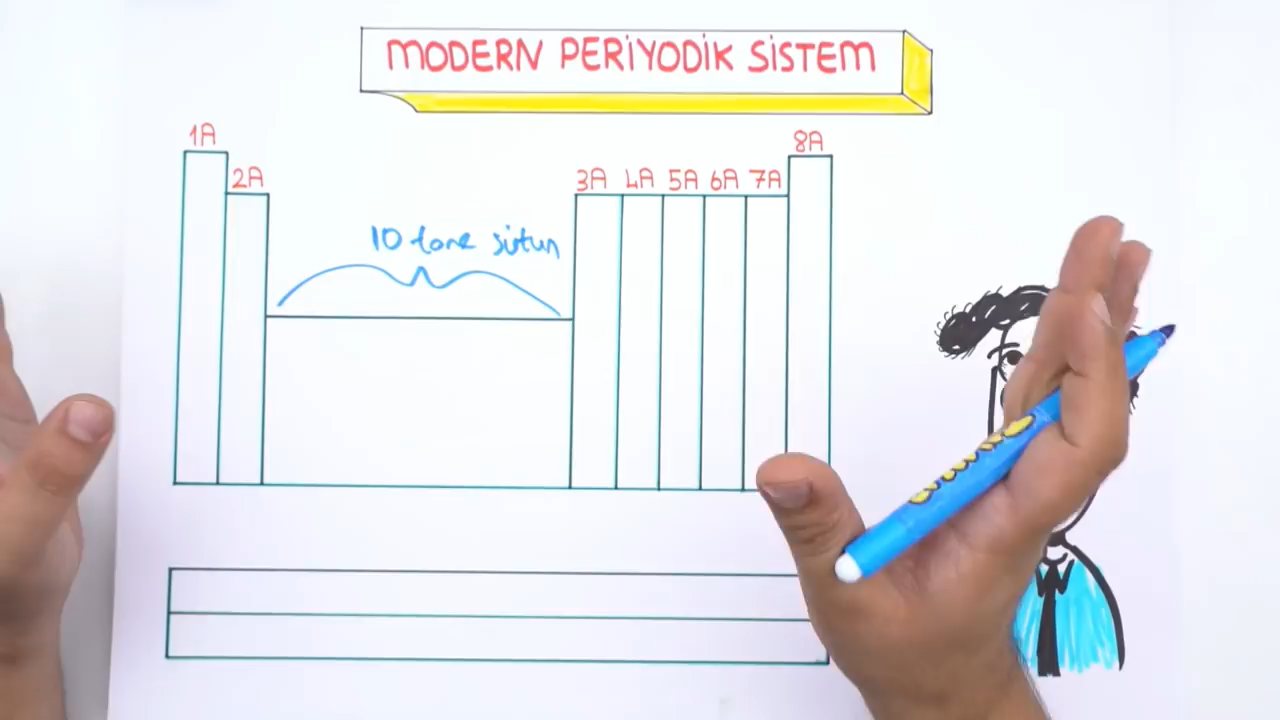 MODERN PERİYODİK SİSTEM
1A
8A
2A
3A 4A 5A 6A 7A
10 tane sütun